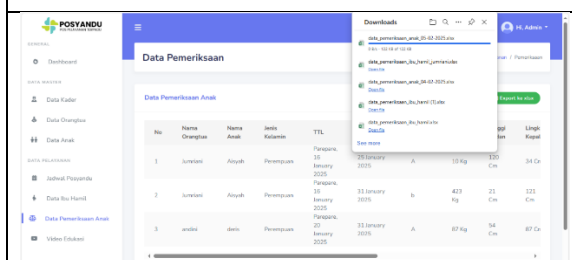 POSYANDU
POS PELAYANAN KESEHATAN
Hi, Admin
GENERAL
Dashboard
DATA MASTER
Data Kader
Data Orangtua
Data Anak
DATA PELAYANAN
Jadwal Posyandu
Data Ibu Hamil
Data Pemeriksaan Anak
Video Edukasi
Data Pemeriksaan
/ Pemeriksaan
Data Pemeriksaan Anak
Export ke xlsx
Downloads
data_pemeriksaan_anak_05-02-2025.xlsx
data_pemeriksaan_ibu_hamil_jumriani.xlsx
Open file
data_pemeriksaan_anak_04-02-2025.xlsx
Open file
data_pemeriksaan_ibu_hamil (1).xlsx
Open file
data_pemeriksaan_ibu_hamil.xlsx
Open file
See more
No Nama Orangtua Nama Anak Jenis Kelamin TTL
1 Jumriani Aisyah Perempuan Parepare, 16 January 2025 25 January 2025 A 10 Kg 120 Cm 34 Cm
2 Jumriani Aisyah Perempuan Parepare, 16 January 2025 31 January 2025 b 423 Kg 21 Cm 121 Cm
3 andini denis Perempuan Parepare, 20 January 2025 31 January 2025 A 87 Kg 54 Cm 87 Cm